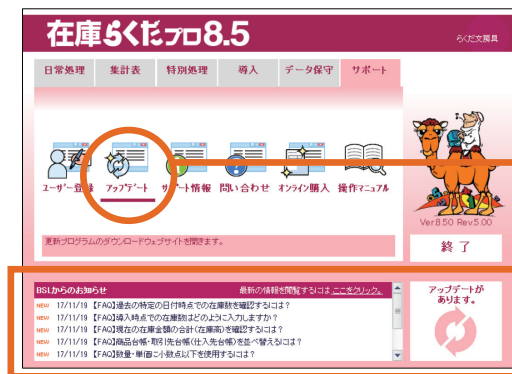 在庫らくだプロ8.5
らくだ文房具
日常処理 集計表 特別処理 導入 データ保守 サポート
ユーザー登録 アップデート サポート情報 問い合わせ オンライン購入 操作マニュアル
Ver8.50 Rev5.00
更新プログラムのダウンロードウェブサイトを開きます。
終了
BSLからのお知らせ 最新の情報を閲覧するには、ここをクリック。
NEW 17/11/19 【FAQ】過去の特定の日付時点での在庫数を確認するには？
NEW 17/11/19 【FAQ】導入時点での在庫数はどのように入力しますか？
NEW 17/11/19 【FAQ】現在の在庫金額の合計(在庫高)を確認するには？
NEW 17/11/19 【FAQ】商品台帳・取引先台帳(仕入先台帳)を並べ替えるには？
NEW 17/11/19 【FAQ】数量・単価に小数点以下を使用するには？
アップデートが
あります。